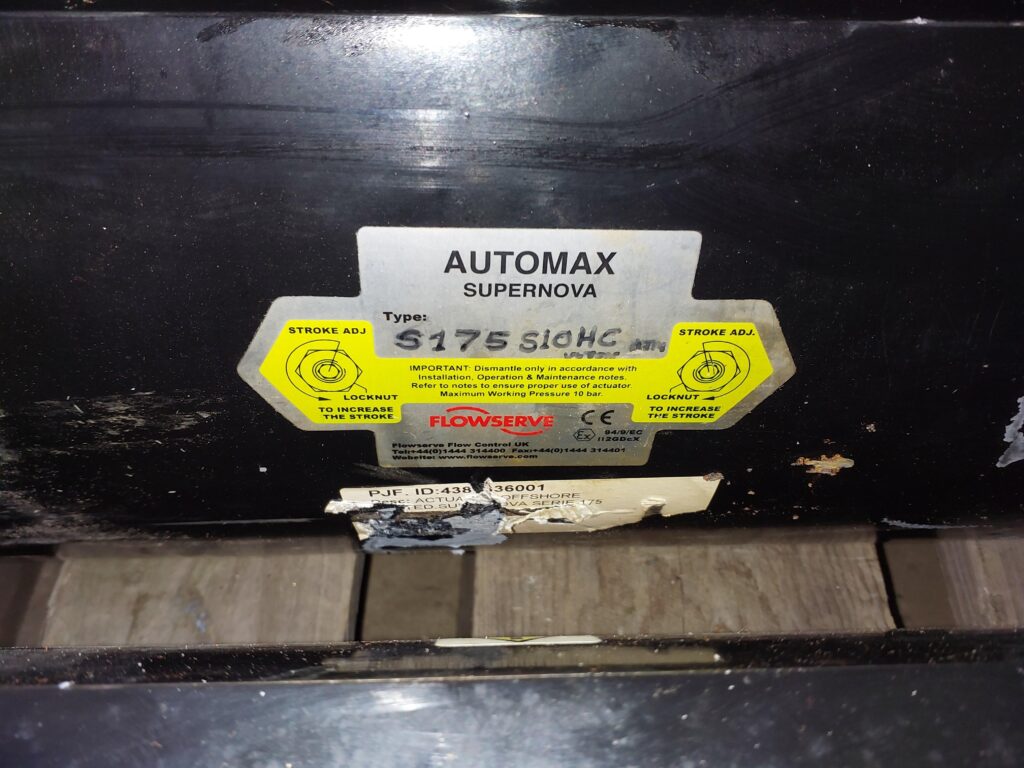 AUTOMAX
SUPERNOVA
Type:
S175 S10HC
STROKE ADJ
LOCKNUT
TO INCREASE
THE STROKE
IMPORTANT: Dismantle only in accordance with
Installation, Operation & Maintenance notes.
Refer to notes to ensure proper use of actuator.
Maximum Working Pressure 10 bar.
STROKE ADJ.
LOCKNUT
TO INCREASE
THE STROKE
FLOWSERVE
CE
Ex
94/9/EC
II2GDcX
Flowserve Flow Control UK
Tel:+44(0)1444 314400 Fax:+44(0)1444 314401
Website: www.flowserve.com
PJF. ID:438 36001
OFFSHORE
SERIE 175